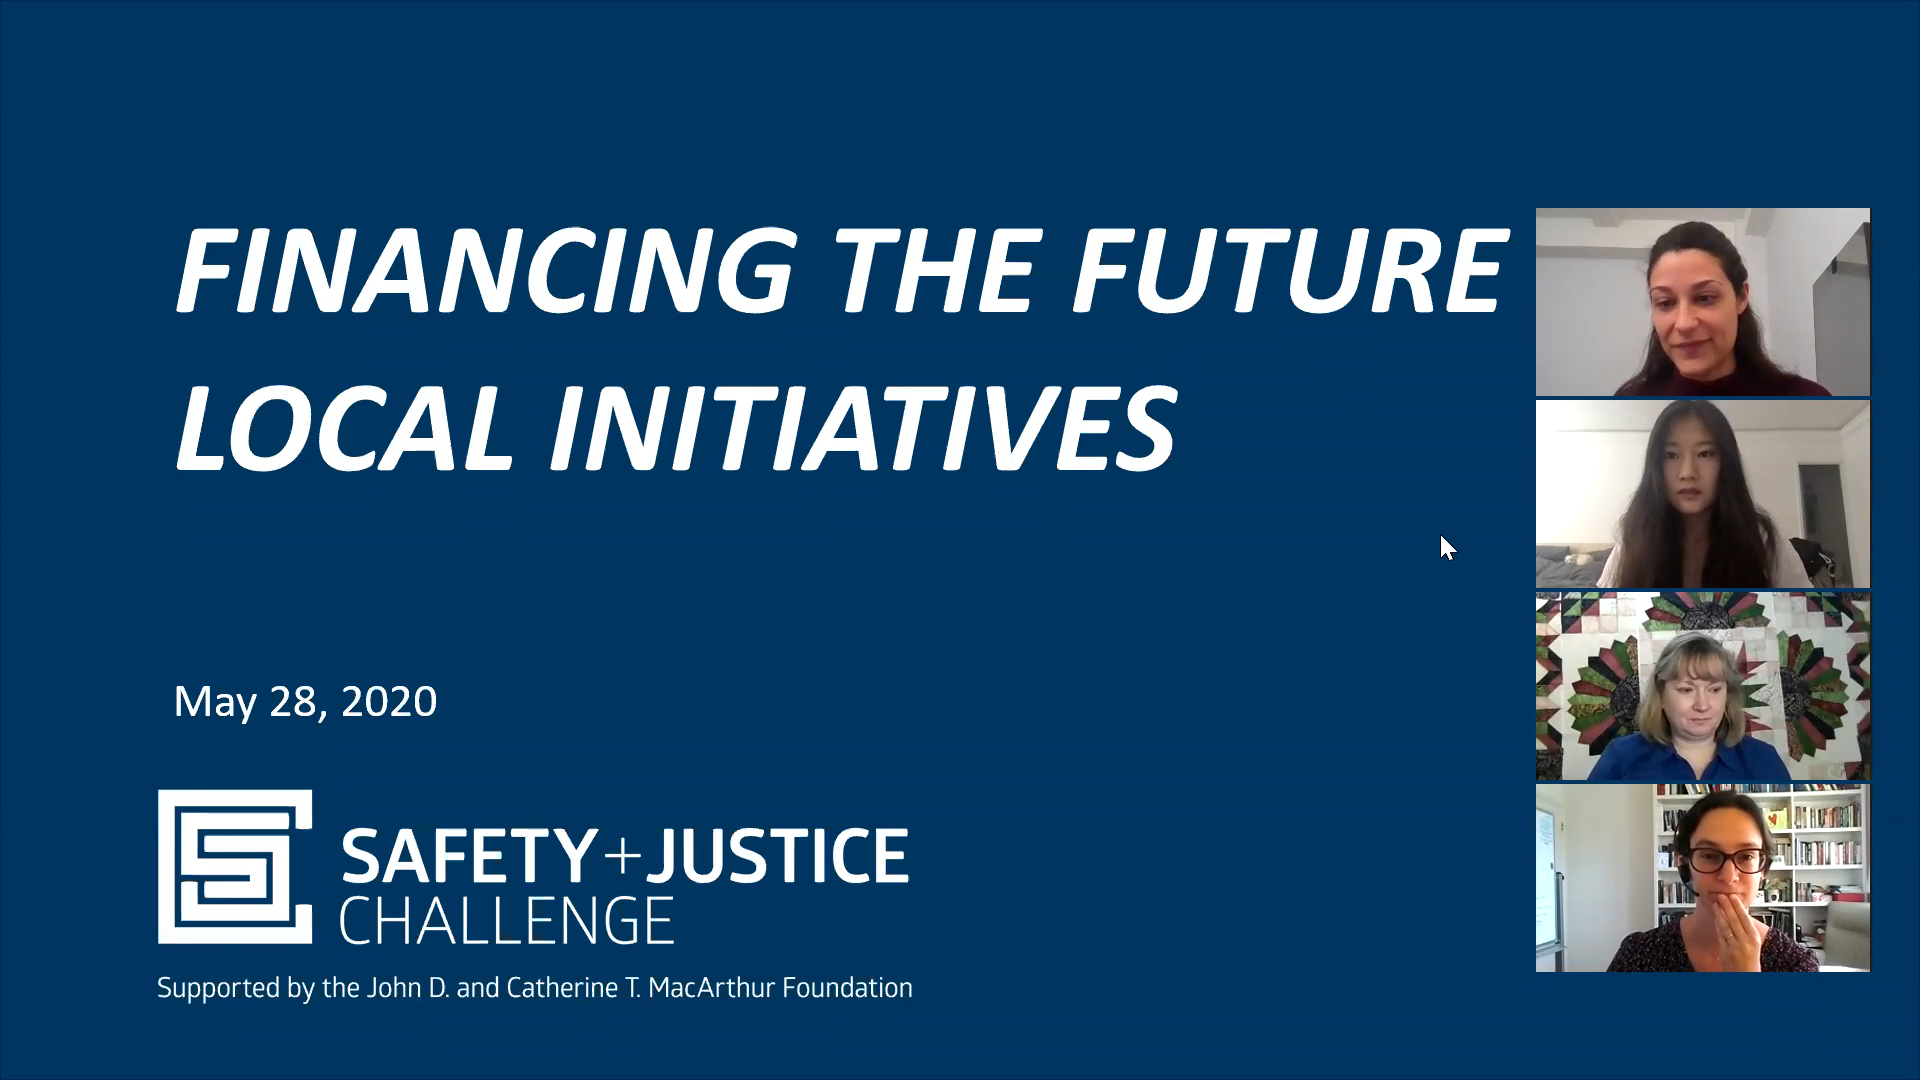 FINANCING THE FUTURE
LOCAL INITIATIVES
May 28, 2020
SAFETY+JUSTICE
CHALLENGE
Supported by the John D. and Catherine T. MacArthur Foundation